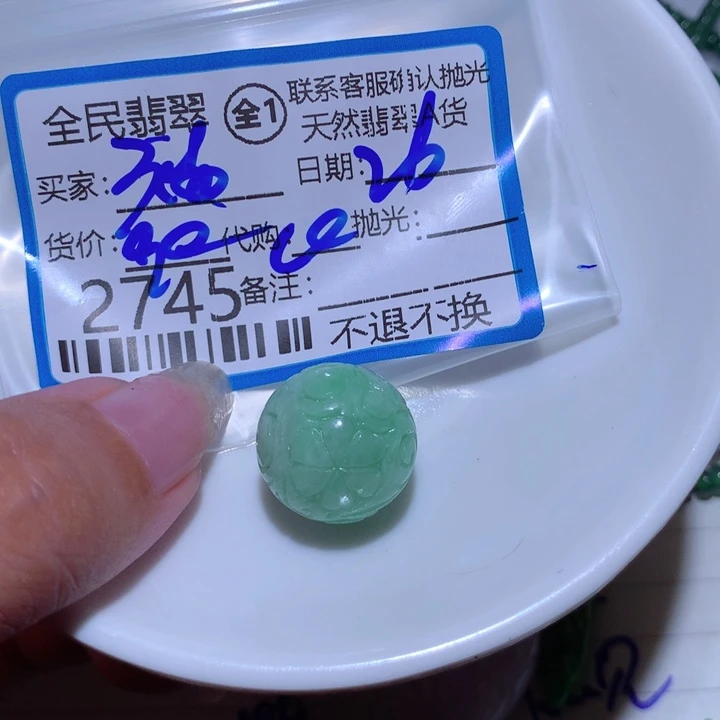 全民翡翠 全1 联系客服确认抛光
天然翡翠A货
买家: 日期:26
货价: 代购: 抛光:
2745 备注:
不退不换
R